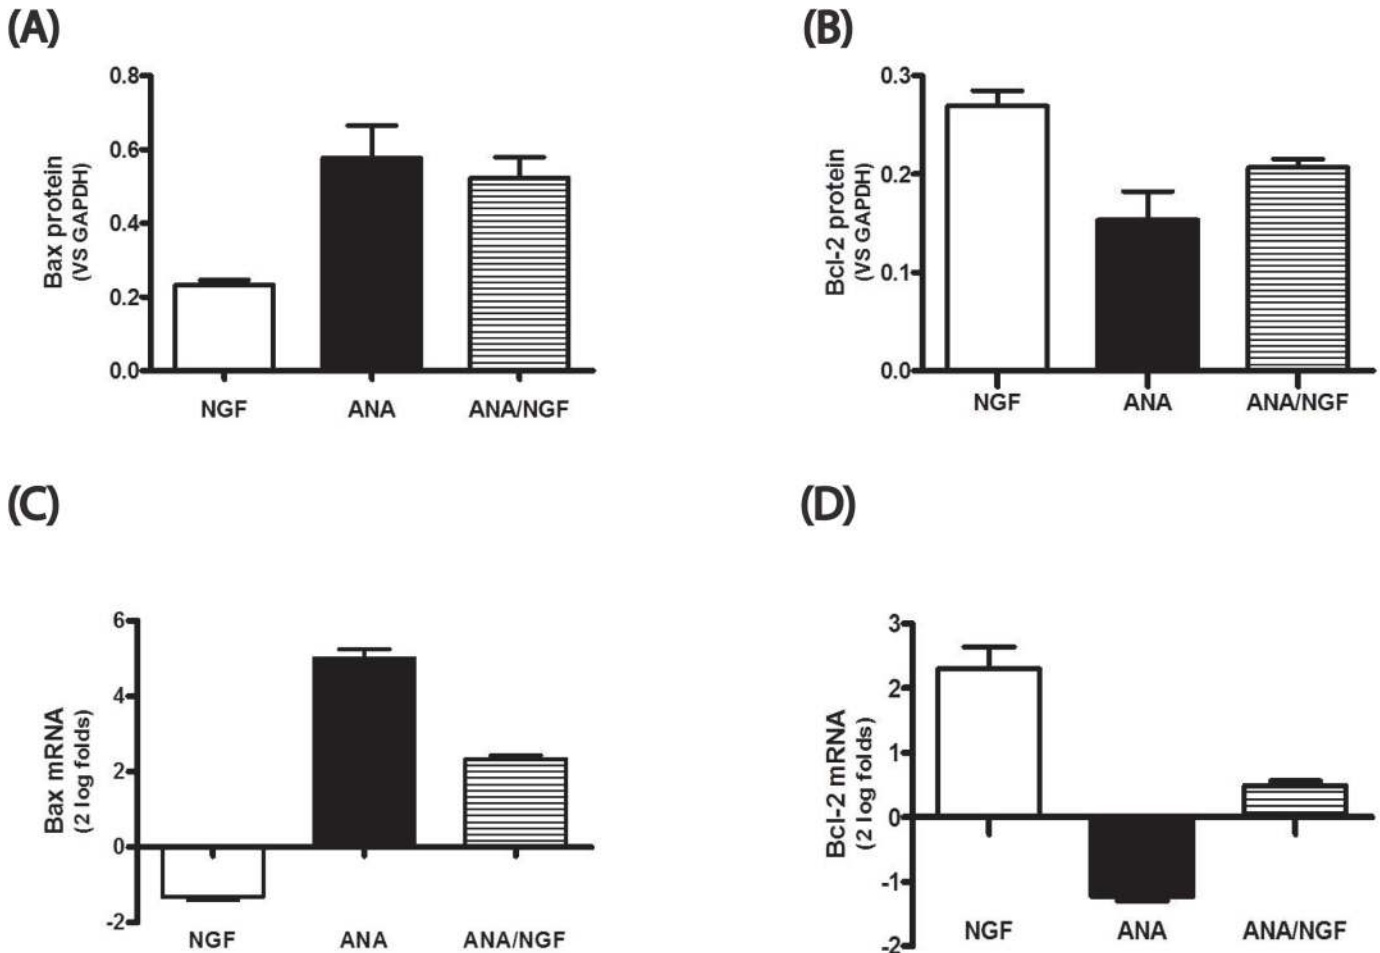 (A)
Bax protein
(VS GAPDH)
0.8
0.6
0.4
0.2
0.0
NGF
ANA
ANA/NGF
(B)
Bcl-2 protein
(VS GAPDH)
0.3
0.2
0.1
0.0
NGF
ANA
ANA/NGF
(C)
Bax mRNA
(2 log folds)
6
4
2
0
-2
NGF
ANA
ANA/NGF
(D)
Bcl-2 mRNA
(2 log folds)
3
2
1
0
-1
-2
NGF
ANA
ANA/NGF